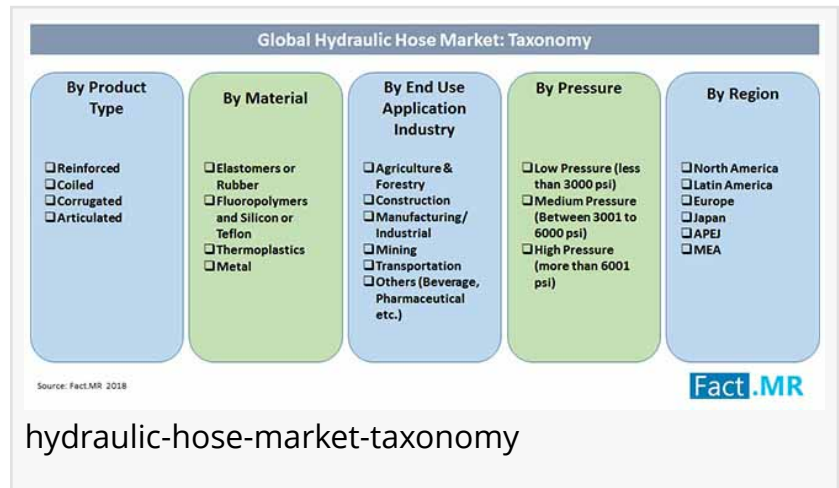 Global Hydraulic Hose Market: Taxonomy
By Product
Type
❑Reinforced
❑Coiled
❑Corrugated
❑Articulated
By Material
❑Elastomers or
Rubber
❑Fluoropolymers
and Silicon or
Teflon
❑Thermoplastics
❑Metal
By End Use
Application
Industry
❑Agriculture &
Forestry
❑Construction
❑Manufacturing/
Industrial
❑Mining
❑Transportation
❑Others (Beverage,
Pharmaceutical
etc.)
By Pressure
❑Low Pressure (less
than 3000 psi)
❑Medium Pressure
(Between 3001 to
6000 psi)
❑High Pressure
(more than 6001
psi)
By Region
❑North America
❑Latin America
❑Europe
❑Japan
❑APEJ
❑MEA
Source: Fact.MR 2018
Fact.MR
hydraulic-hose-market-taxonomy